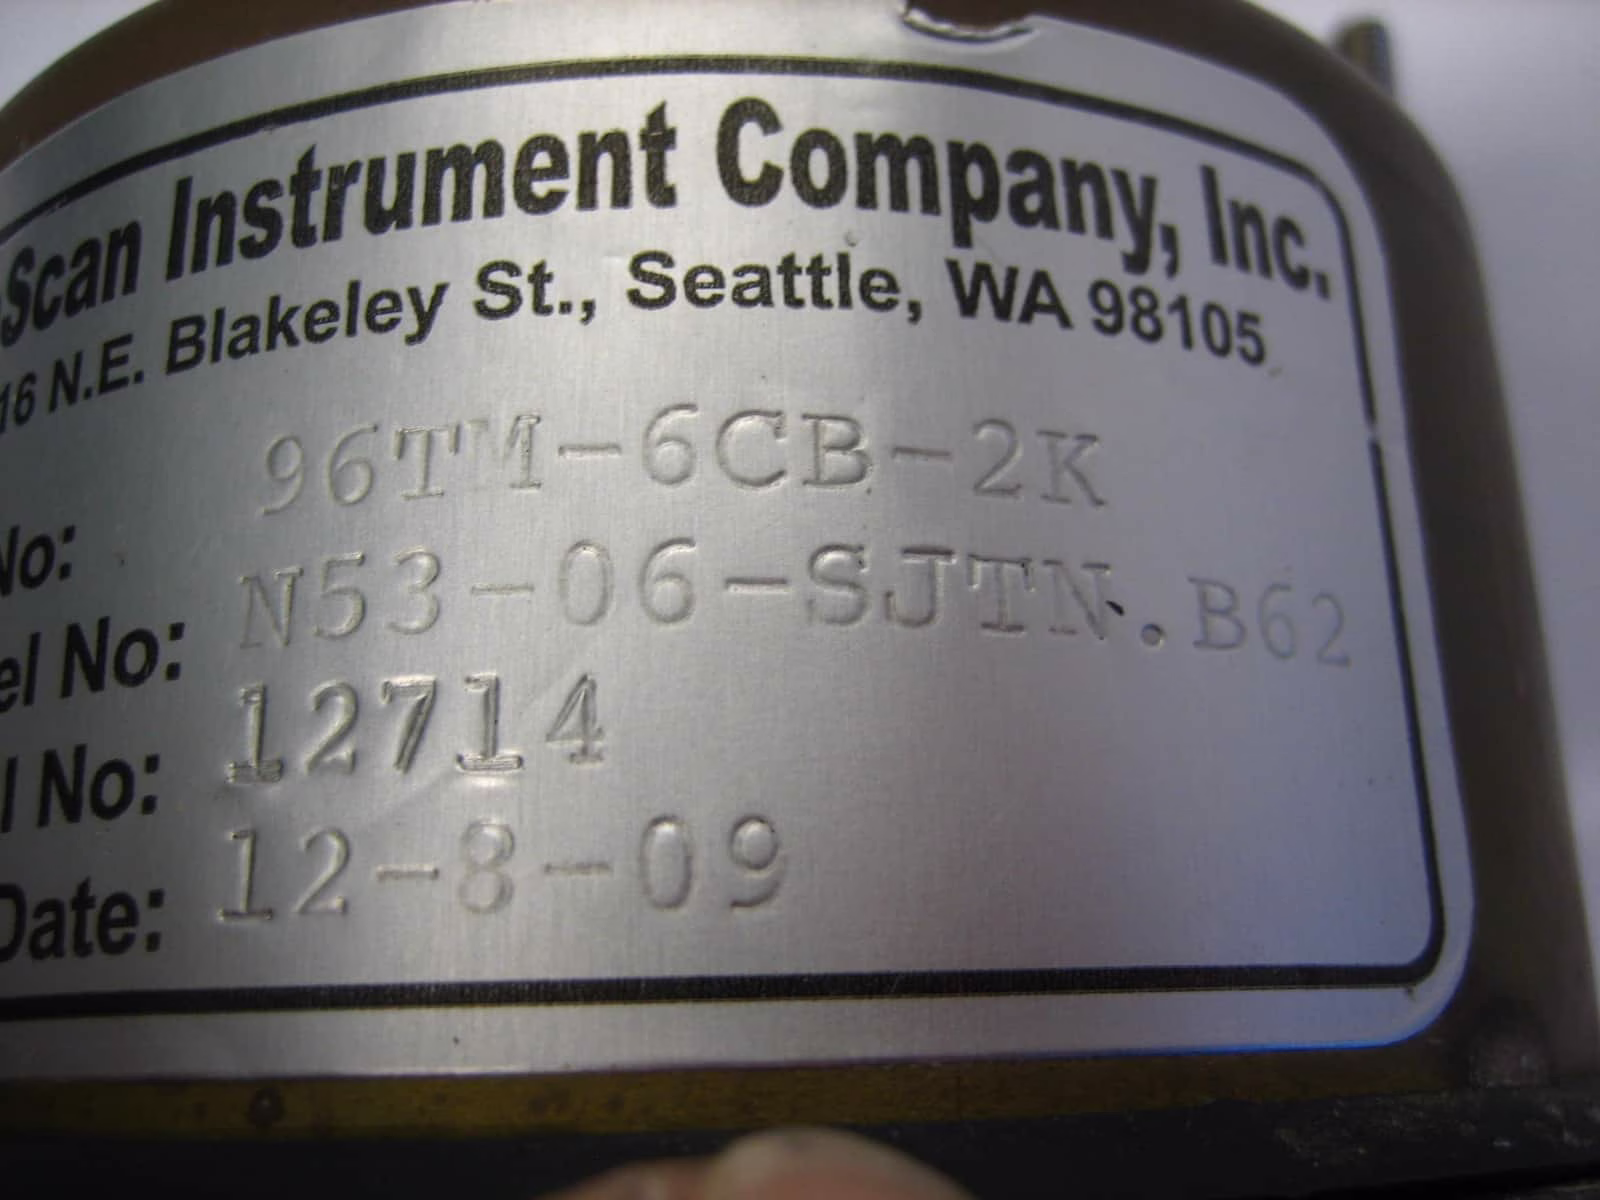 -Scan Instrument Company, Inc.
16 N.E. Blakeley St., Seattle, WA 98105
96TM-6CB-2K
No:
N53-06-SJTN.B62
el No:
12714
l No:
12-8-09
Date: